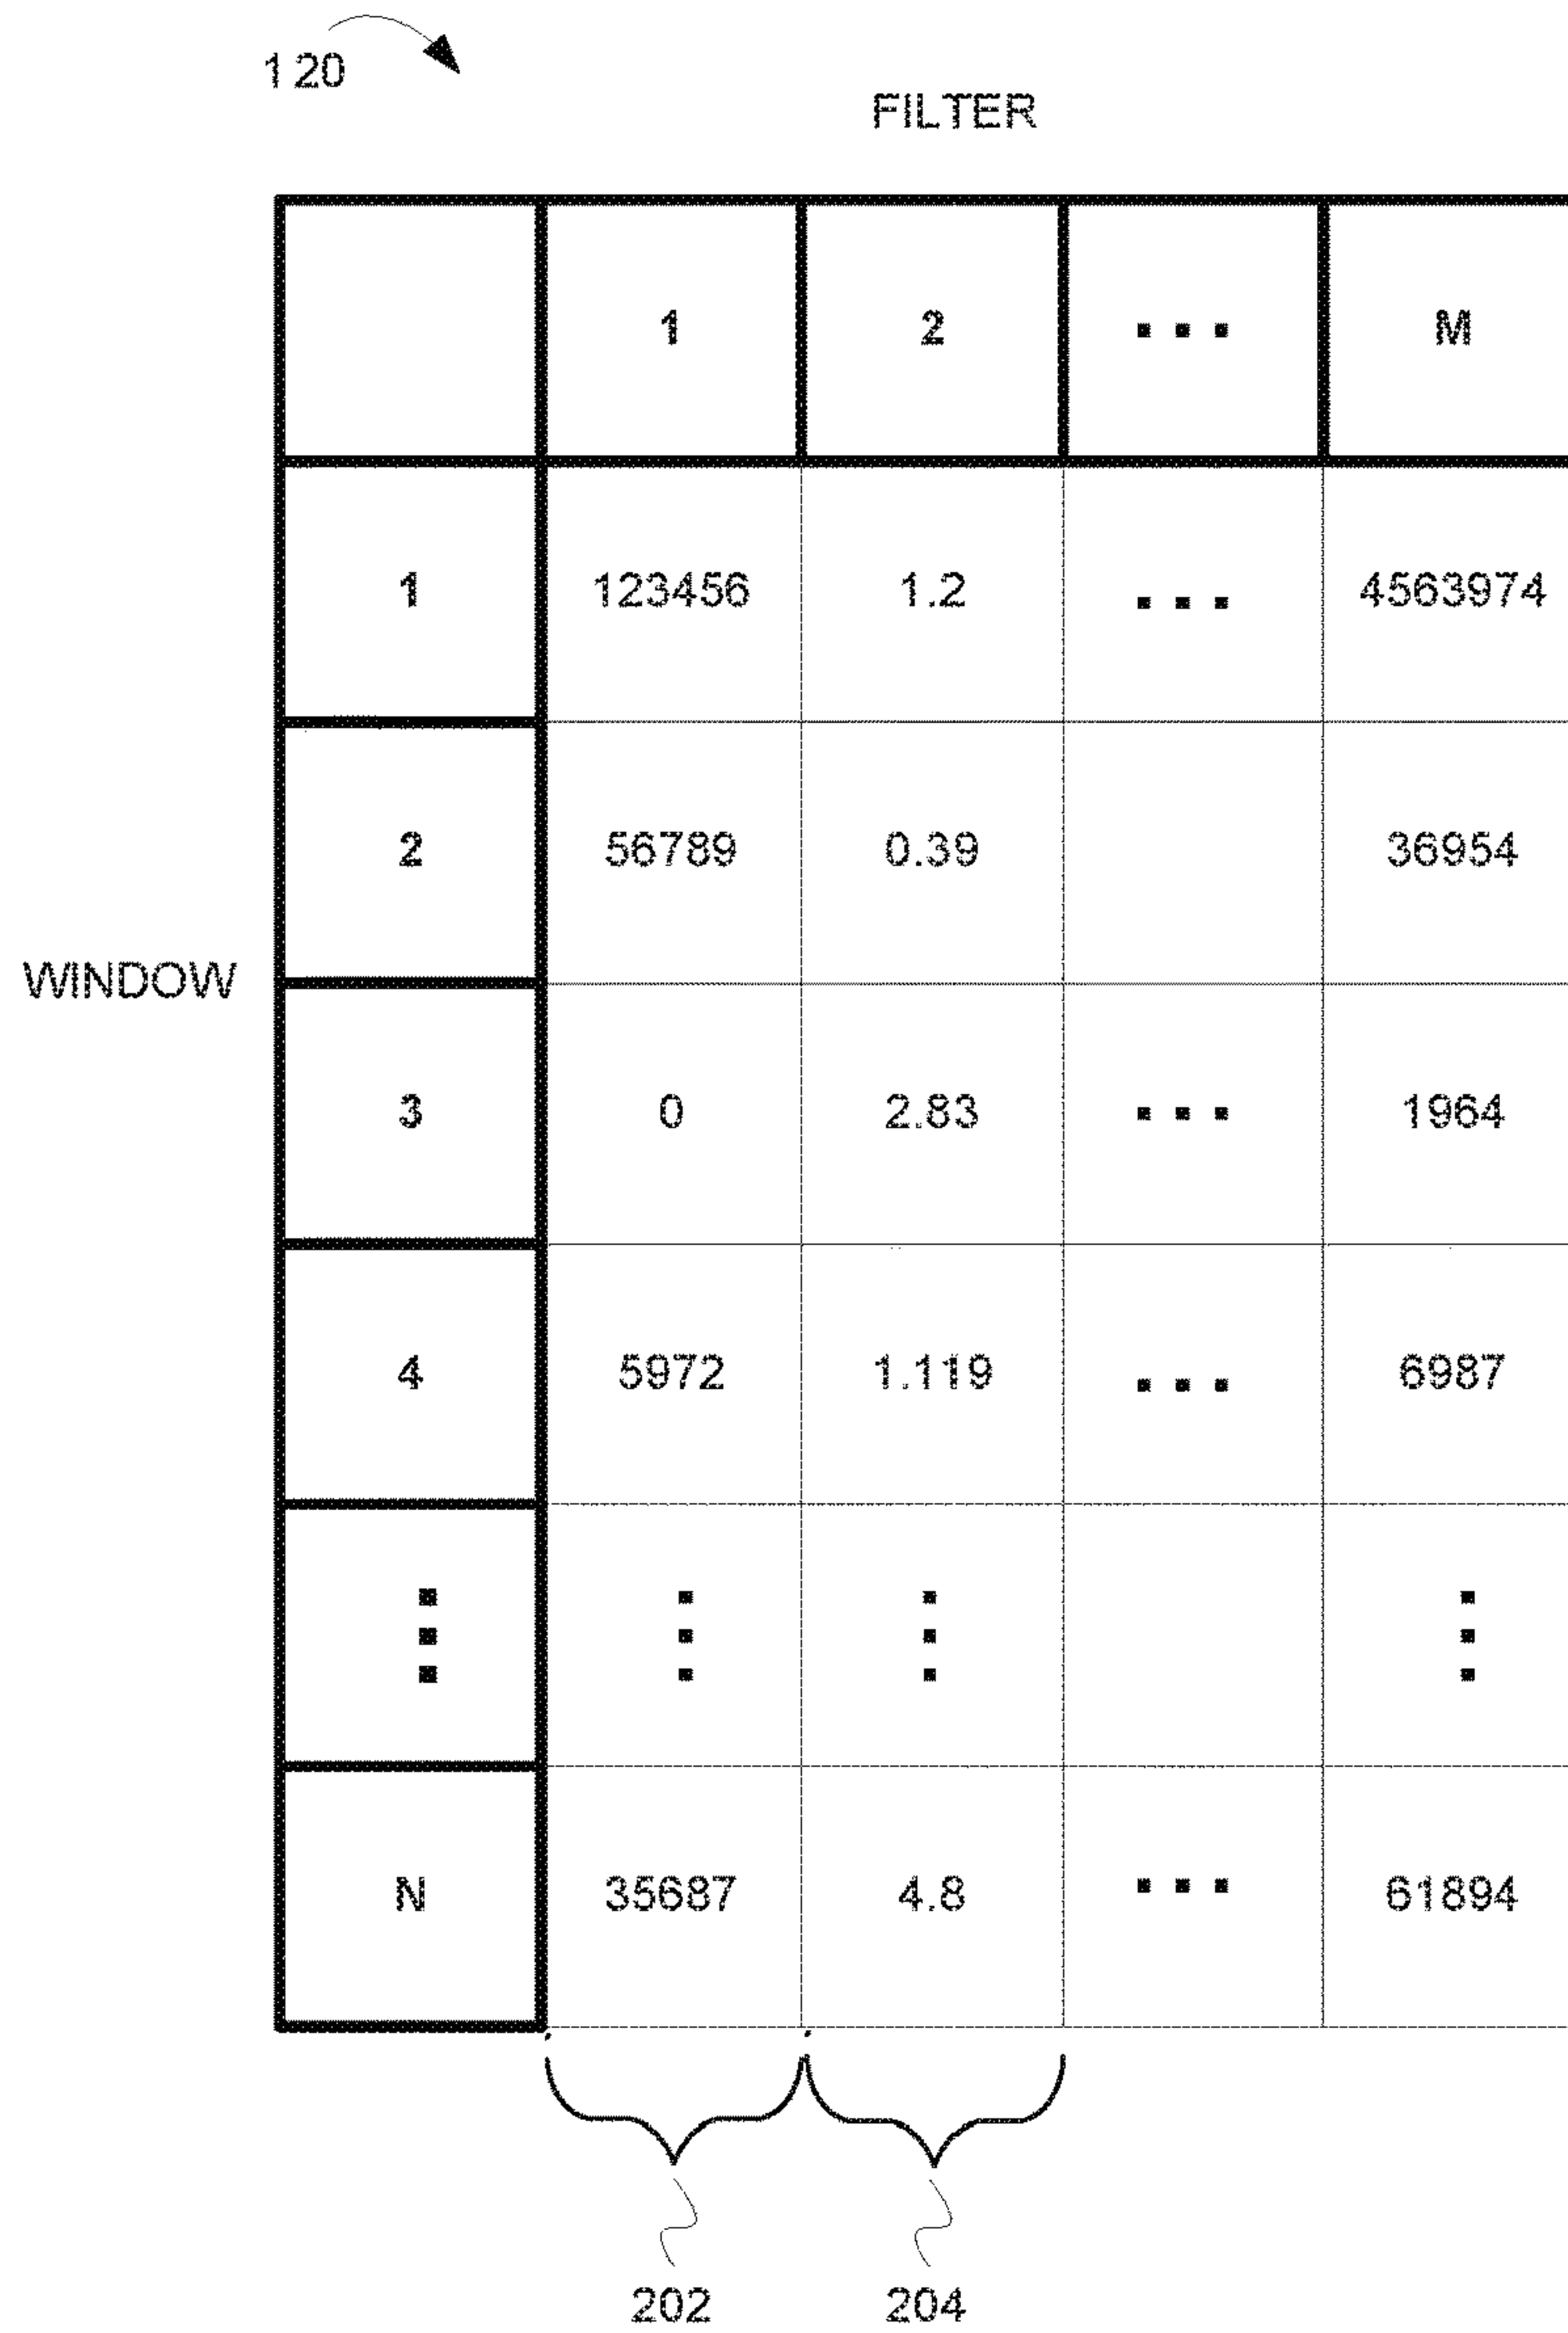 120
FILTER
1 2 ... M
1 123456 1.2 ... 4563974
2 56789 0.39 36954
WINDOW
3 0 2.83 ... 1964
4 5972 1.119 ... 6987
N 35687 4.8 ... 61894
202 204